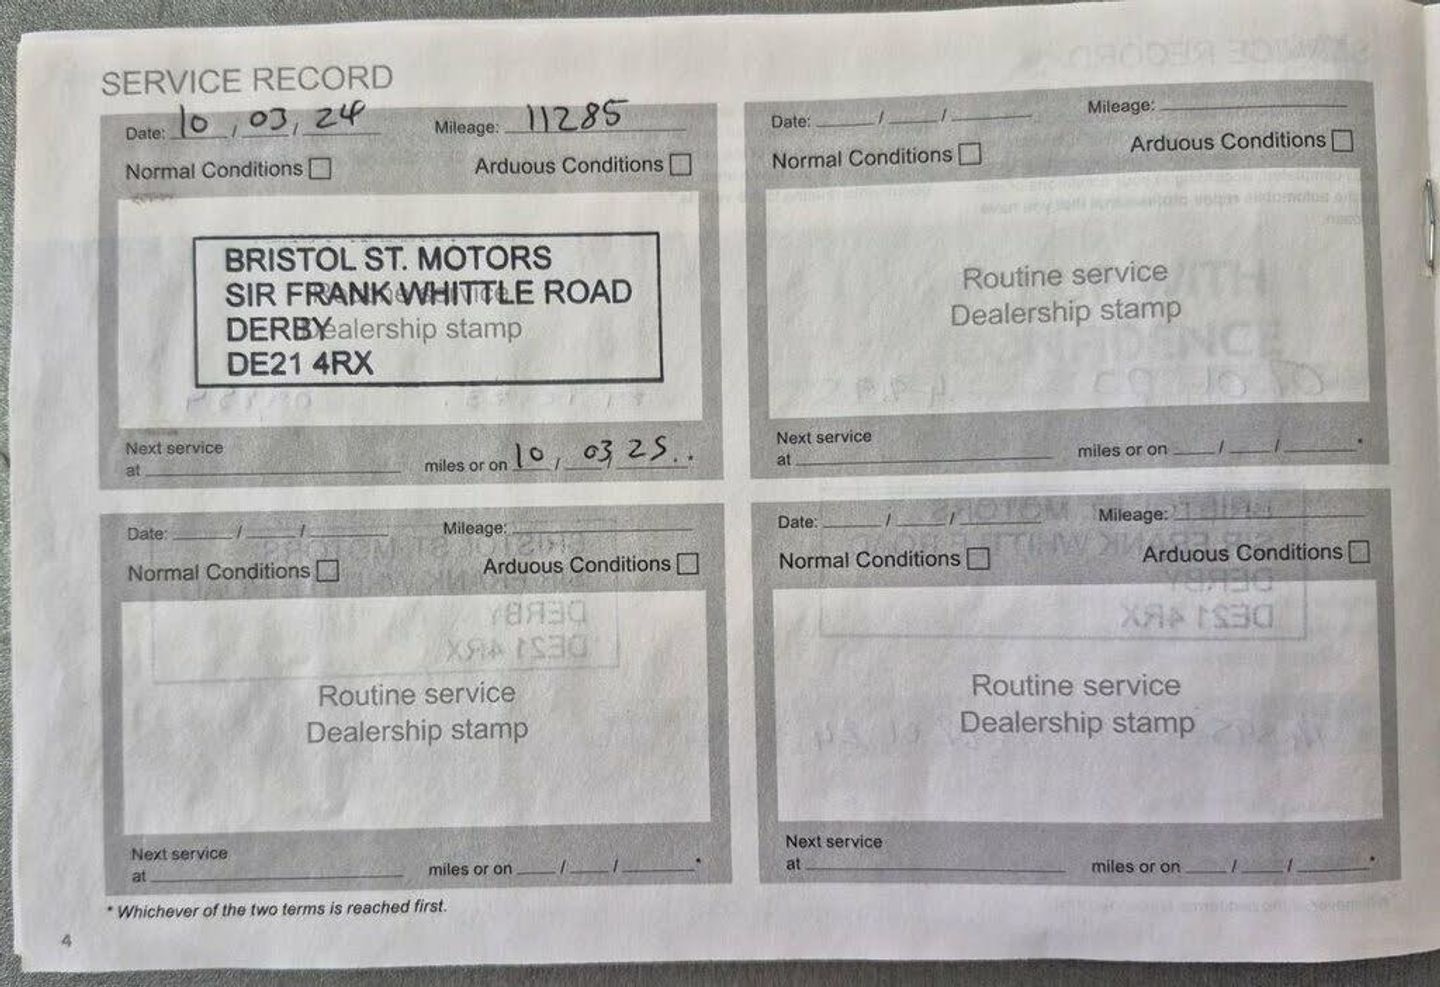 SERVICE RECORD
Date: 10 / 03 / 24 Mileage: 11285
Normal Conditions Arduous Conditions
BRISTOL ST. MOTORS
SIR FRANK WHITTLE ROAD
DERBY
DE21 4RX
Dealership stamp
Next service
at miles or on 10 / 03 25
Date: / / Mileage:
Normal Conditions Arduous Conditions
Routine service
Dealership stamp
Next service
at miles or on / / *
Date: / / Mileage:
Normal Conditions Arduous Conditions
Routine service
Dealership stamp
Next service
at miles or on / / *
Date: / / Mileage:
Normal Conditions Arduous Conditions
Routine service
Dealership stamp
Next service
at miles or on / / *
* Whichever of the two terms is reached first.
4